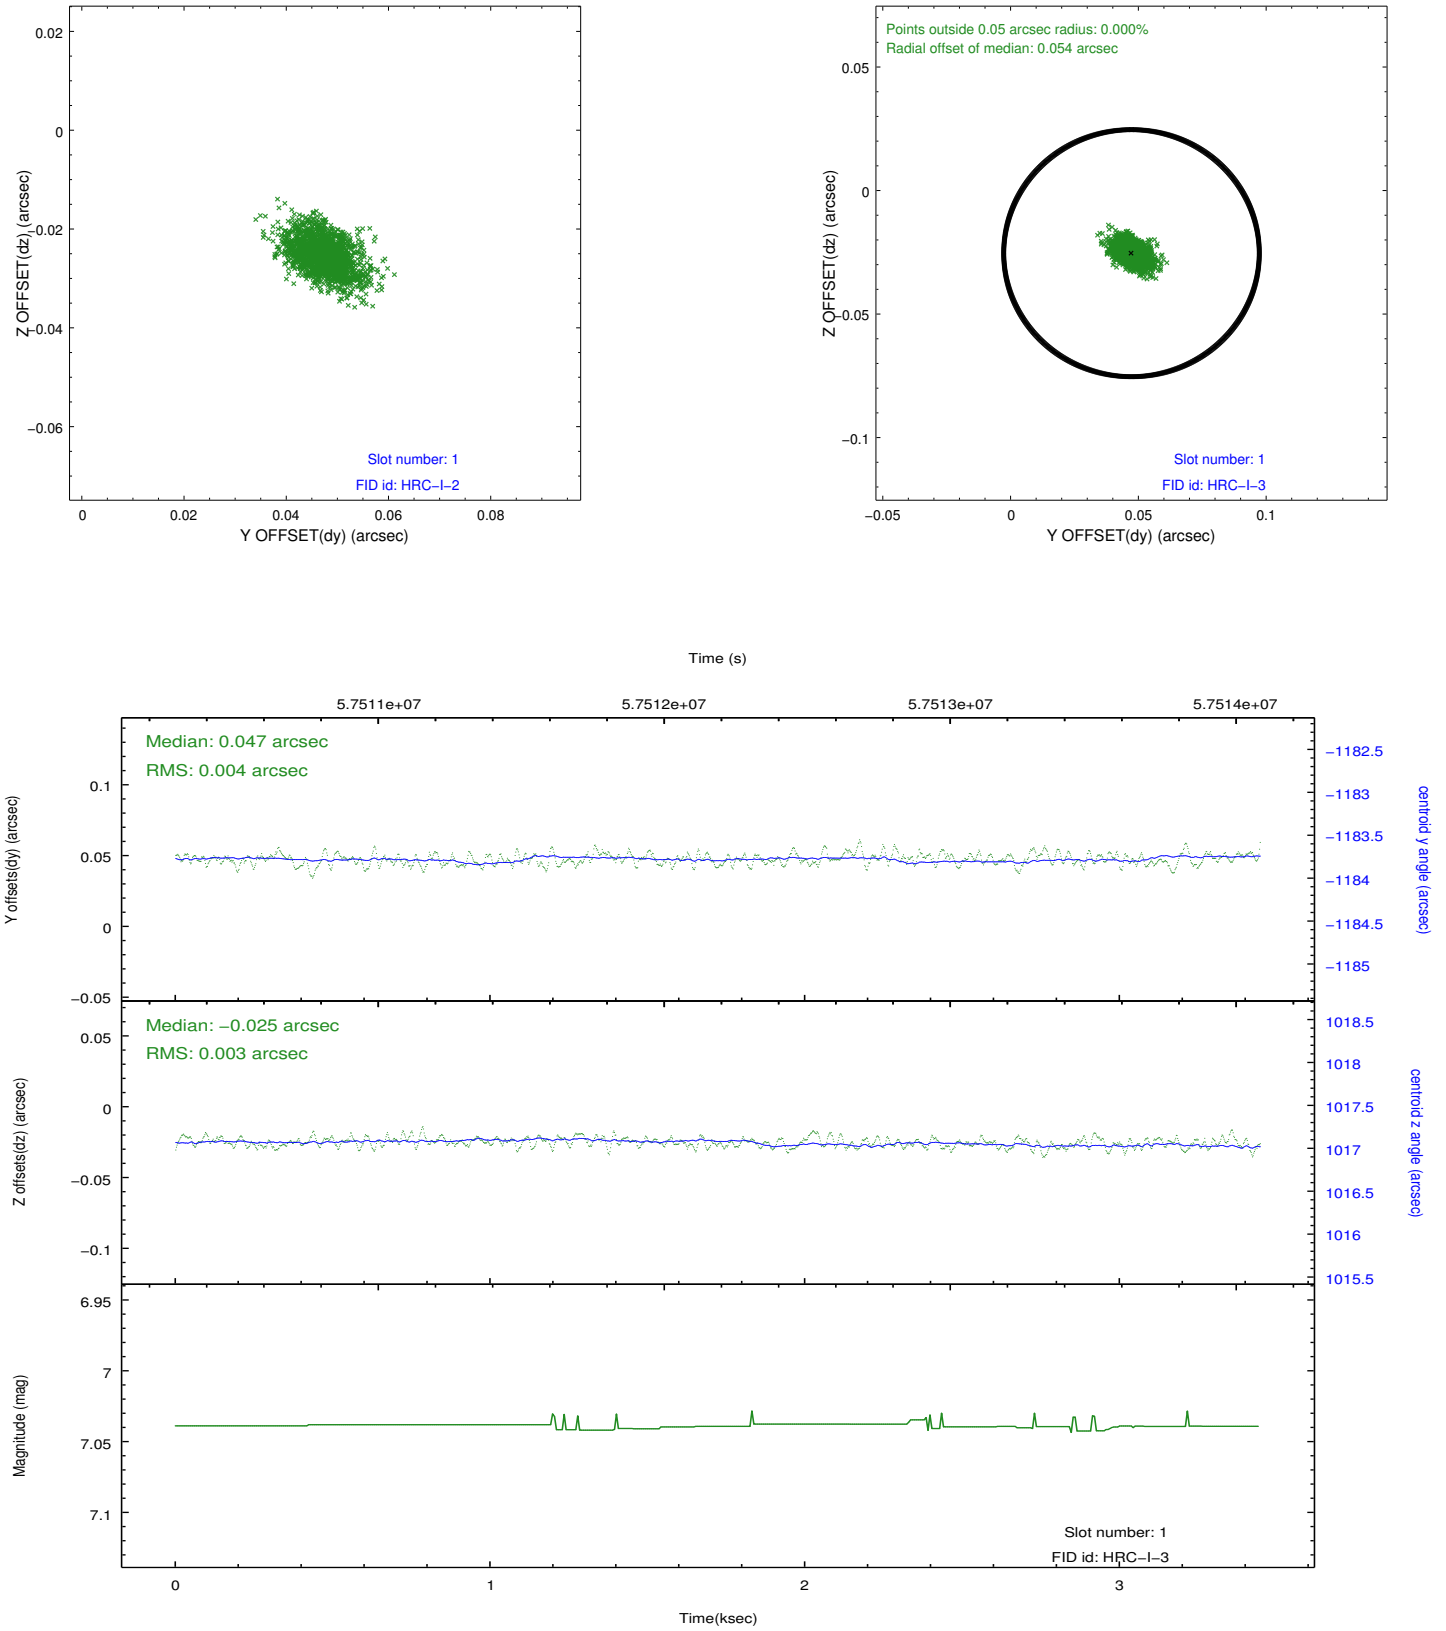 0.02
0
−0.02
−0.04
−0.06
Z OFFSET(dz) (arcsec)
Slot number: 1
FID id: HRC−I−2
0
0.02
0.04
0.06
0.08
Y OFFSET(dy) (arcsec)
Points outside 0.05 arcsec radius: 0.000%
Radial offset of median: 0.054 arcsec
0.05
0
−0.05
−0.1
Z OFFSET(dz) (arcsec)
Slot number: 1
FID id: HRC−I−3
−0.05
0
0.05
0.1
Y OFFSET(dy) (arcsec)
Time (s)
5.7511e+07
5.7512e+07
5.7513e+07
5.7514e+07
Median: 0.047 arcsec
RMS: 0.004 arcsec
0.1
0.05
0
−0.05
Y offsets(dy) (arcsec)
−1182.5
−1183
−1183.5
−1184
−1184.5
−1185
centroid y angle (arcsec)
Median: −0.025 arcsec
RMS: 0.003 arcsec
0.05
0
−0.05
−0.1
Z offsets(dz) (arcsec)
1018.5
1018
1017.5
1017
1016.5
1016
1015.5
centroid z angle (arcsec)
6.95
7
7.05
7.1
Magnitude (mag)
Slot number: 1
FID id: HRC−I−3
0
1
2
3
Time(ksec)